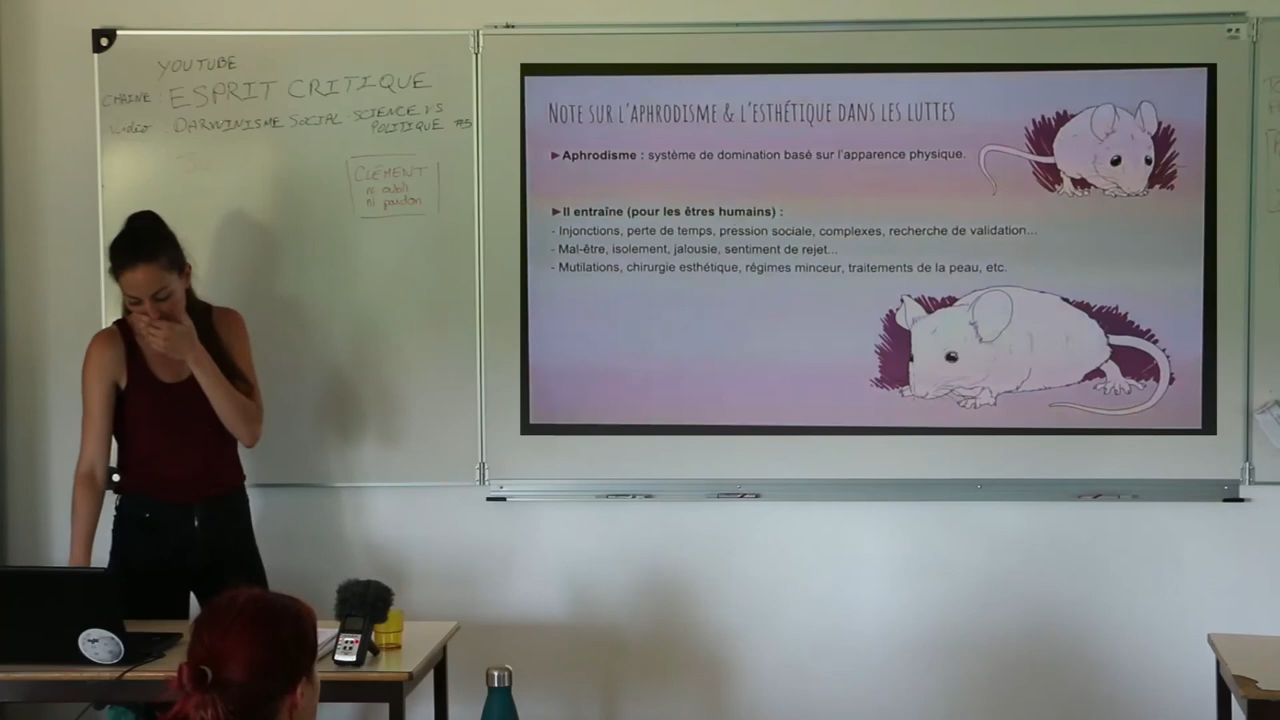 YOUTUBE
CHAINE ESPRIT CRITIQUE
Vidéo DARWINISME SOCIAL - SCIENCE VS
POLITIQUE #5
CLÉMENT
ni oubli
ni pardon
NOTE SUR L'APHRODISME & L'ESTHÉTIQUE DANS LES LUTTES
►Aphrodisme : système de domination basé sur l'apparence physique.
►Il entraîne (pour les êtres humains) :
- Injonctions, perte de temps, pression sociale, complexes, recherche de validation...
- Mal-être, isolement, jalousie, sentiment de rejet...
- Mutilations, chirurgie esthétique, régimes minceur, traitements de la peau, etc.